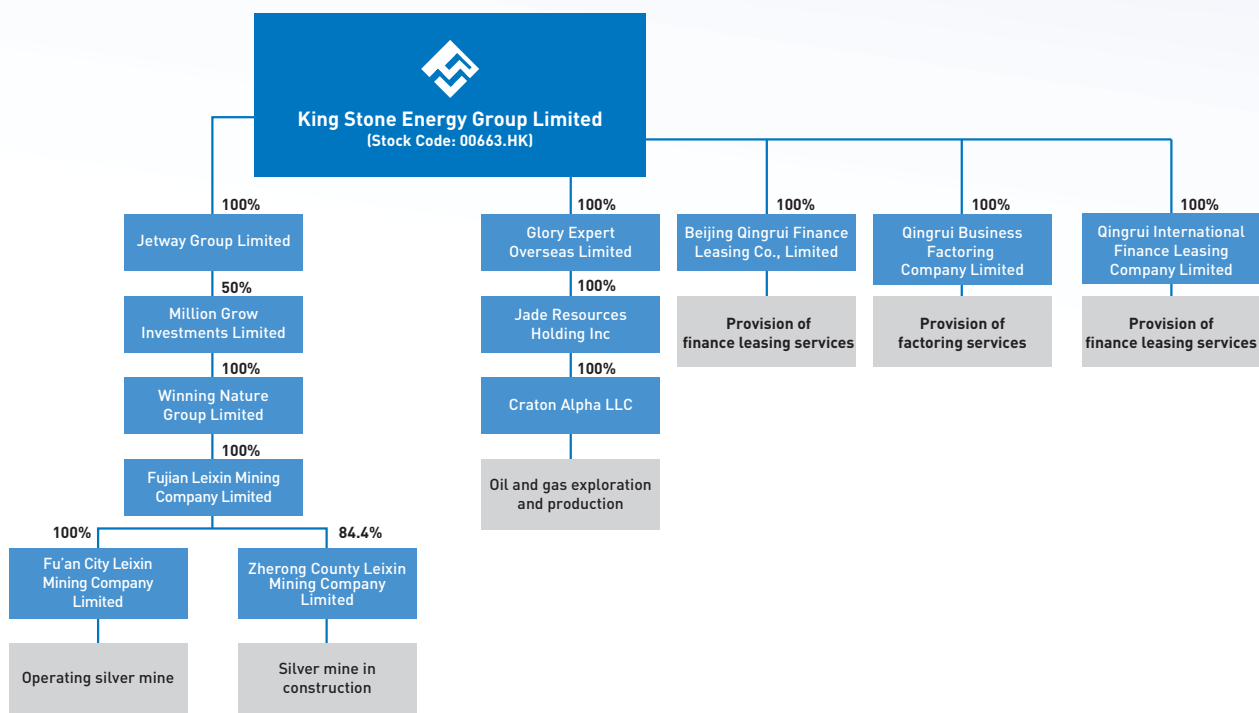 King Stone Energy Group Limited
(Stock Code: 00663.HK)
100%
Jetway Group Limited
50%
Million Grow
Investments Limited
100%
Winning Nature
Group Limited
100%
Fujian Leixin Mining
Company Limited
100%
Fu'an City Leixin
Mining Company
Limited
Operating silver mine
84.4%
Zherong County Leixin
Mining Company
Limited
Silver mine in
construction
100%
Glory Expert
Overseas Limited
100%
Jade Resources
Holding Inc
100%
Craton Alpha LLC
Oil and gas exploration
and production
100%
Beijing Qingrui Finance
Leasing Co., Limited
Provision of
finance leasing services
100%
Qingrui Business
Factoring
Company Limited
Provision of
factoring services
100%
Qingrui International
Finance Leasing
Company Limited
Provision of
finance leasing services